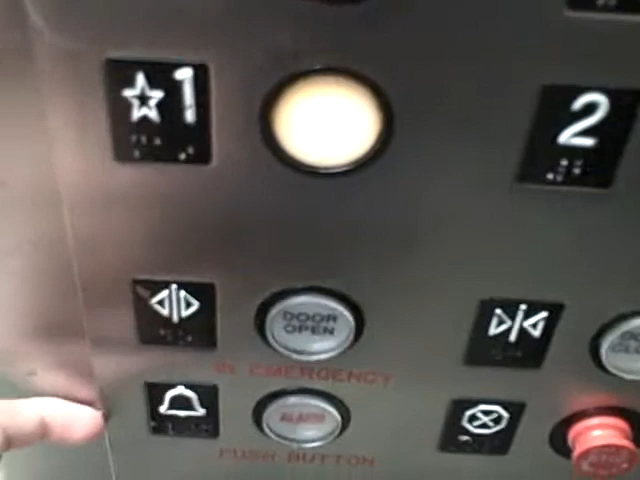 ☆1
2
DOOR OPEN
IN EMERGENCY
ALARM
PUSH BUTTON